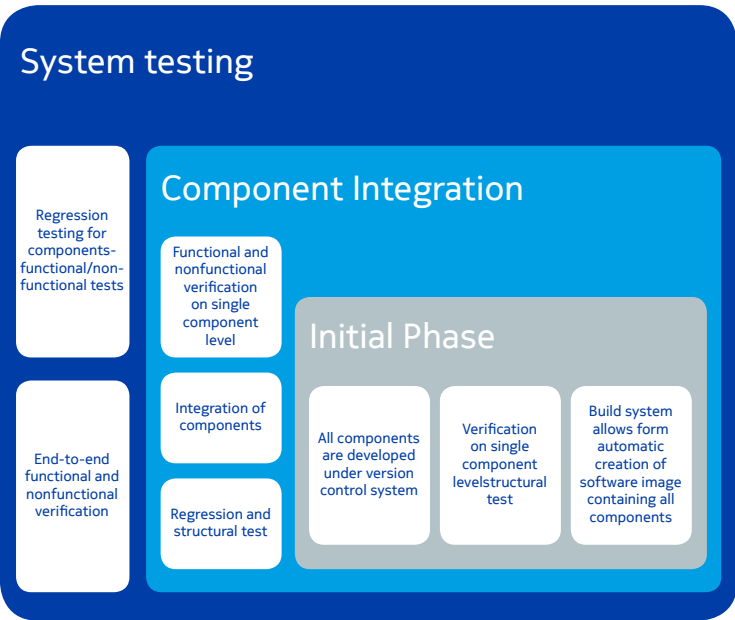 System testing
Regression
testing for
components-
functional/non-
functional tests
End-to-end
functional and
nonfunctional
verification
Component Integration
Functional and
nonfunctional
verification
on single
component
level
Integration of
components
Regression and
structural test
Initial Phase
All components
are developed
under version
control system
Verification
on single
component
levelstructural
test
Build system
allows form
automatic
creation of
software image
containing all
components